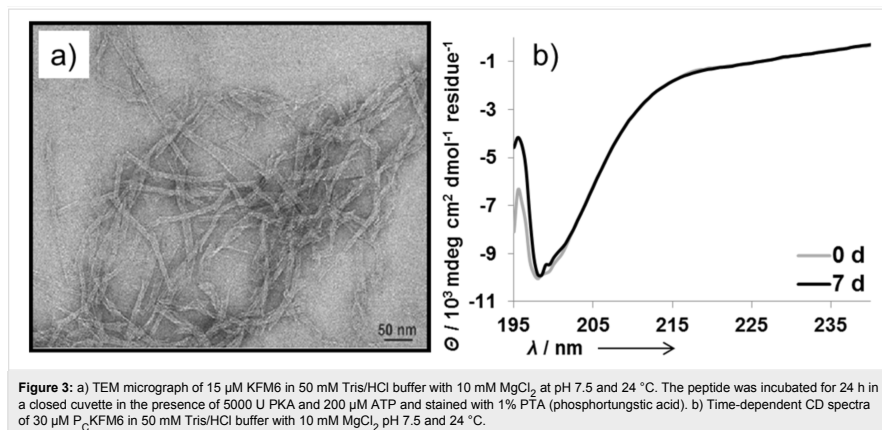 a)
50 nm
b)
-1
-3
-5
-7
-9
-11
Θ / 10³ mdeg cm² dmol⁻¹ residue⁻¹
195 205 215 225 235
λ / nm
0 d
7 d
Figure 3: a) TEM micrograph of 15 µM KFM6 in 50 mM Tris/HCl buffer with 10 mM MgCl₂ at pH 7.5 and 24 °C. The peptide was incubated for 24 h in
a closed cuvette in the presence of 5000 U PKA and 200 µM ATP and stained with 1% PTA (phosphortungstic acid). b) Time-dependent CD spectra
of 30 µM P_CKFM6 in 50 mM Tris/HCl buffer with 10 mM MgCl₂ pH 7.5 and 24 °C.